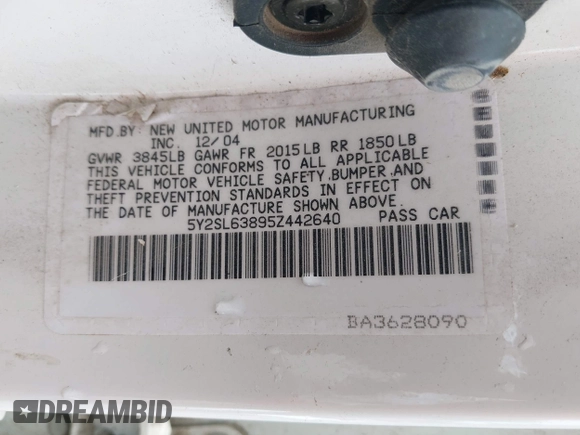 MFD.BY: NEW UNITED MOTOR MANUFACTURING
INC. 12/04
GVWR 3845LB GAWR FR 2015LB RR 1850LB
THIS VEHICLE CONFORMS TO ALL APPLICABLE
FEDERAL MOTOR VEHICLE SAFETY,BUMPER,AND
THEFT PREVENTION STANDARDS IN EFFECT ON
THE DATE OF MANUFACTURE SHOWN ABOVE.
5Y2SL63895Z442640 PASS CAR
BA3628090
DREAMBID